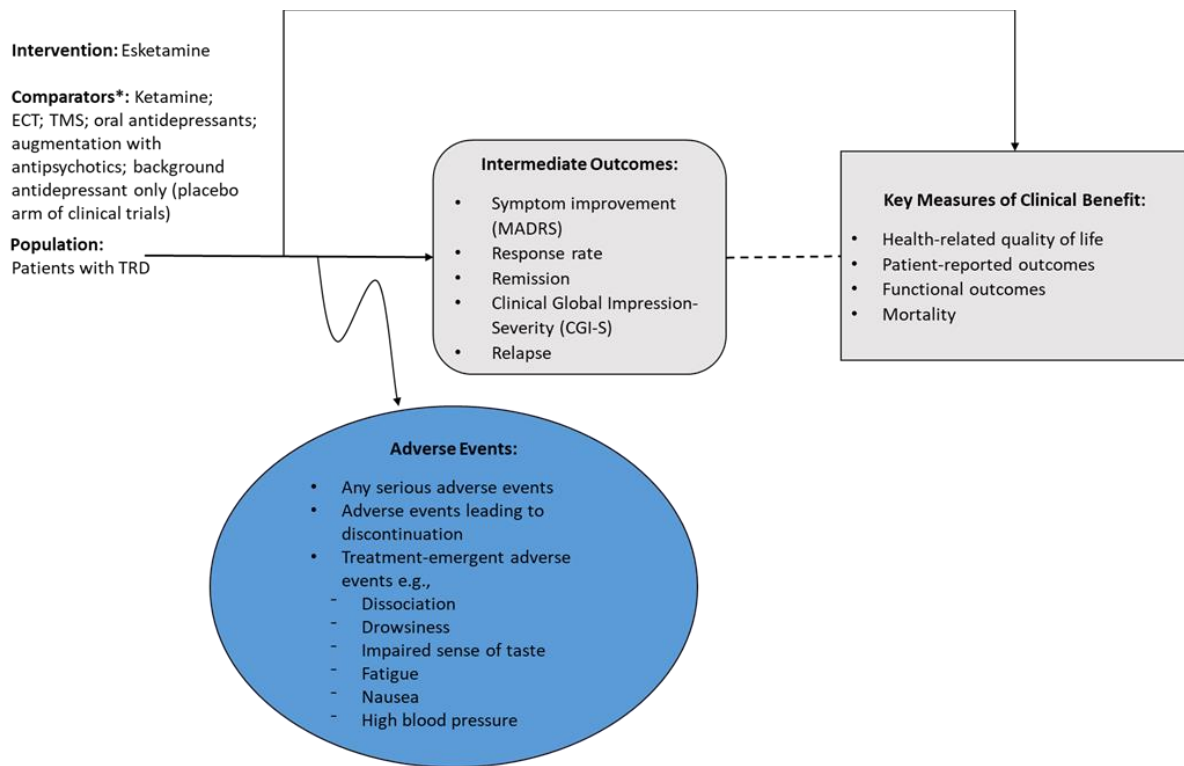 Intervention: Esketamine
Comparators*: Ketamine;
ECT; TMS; oral antidepressants;
augmentation with
antipsychotics; background
antidepressant only (placebo
arm of clinical trials)
Population:
Patients with TRD
Intermediate Outcomes:
• Symptom improvement
(MADRS)
• Response rate
• Remission
• Clinical Global Impression-
Severity (CGI-S)
• Relapse
Key Measures of Clinical Benefit:
• Health-related quality of life
• Patient-reported outcomes
• Functional outcomes
• Mortality
Adverse Events:
• Any serious adverse events
• Adverse events leading to
discontinuation
• Treatment-emergent adverse
events e.g.,
- Dissociation
- Drowsiness
- Impaired sense of taste
- Fatigue
- Nausea
- High blood pressure